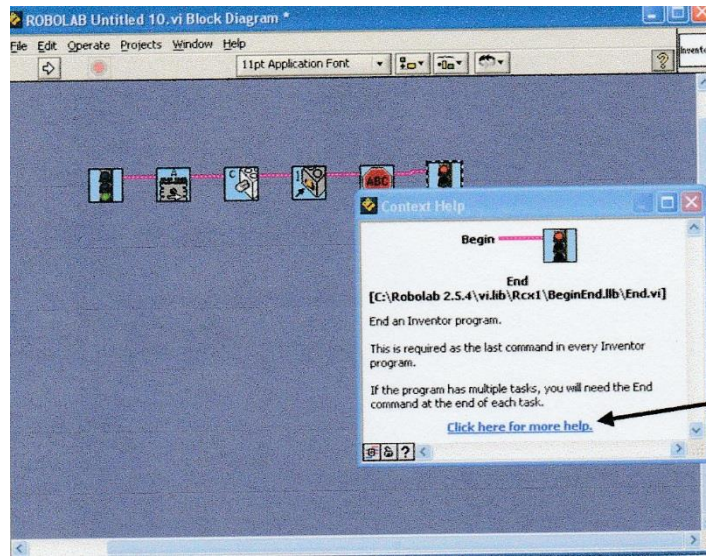 ROBOLAB Untitled 10.vi Block Diagram *
File Edit Operate Projects Window Help
11pt Application Font
A
C
1
ABC
Context Help
Begin
End
[C:\Robolab 2.5.4\vi.lib\Rcx1\BeginEnd.llb\End.vi]
End an Inventor program.
This is required as the last command in every Inventor
program.
If the program has multiple tasks, you will need the End
command at the end of each task.
Click here for more help.
?